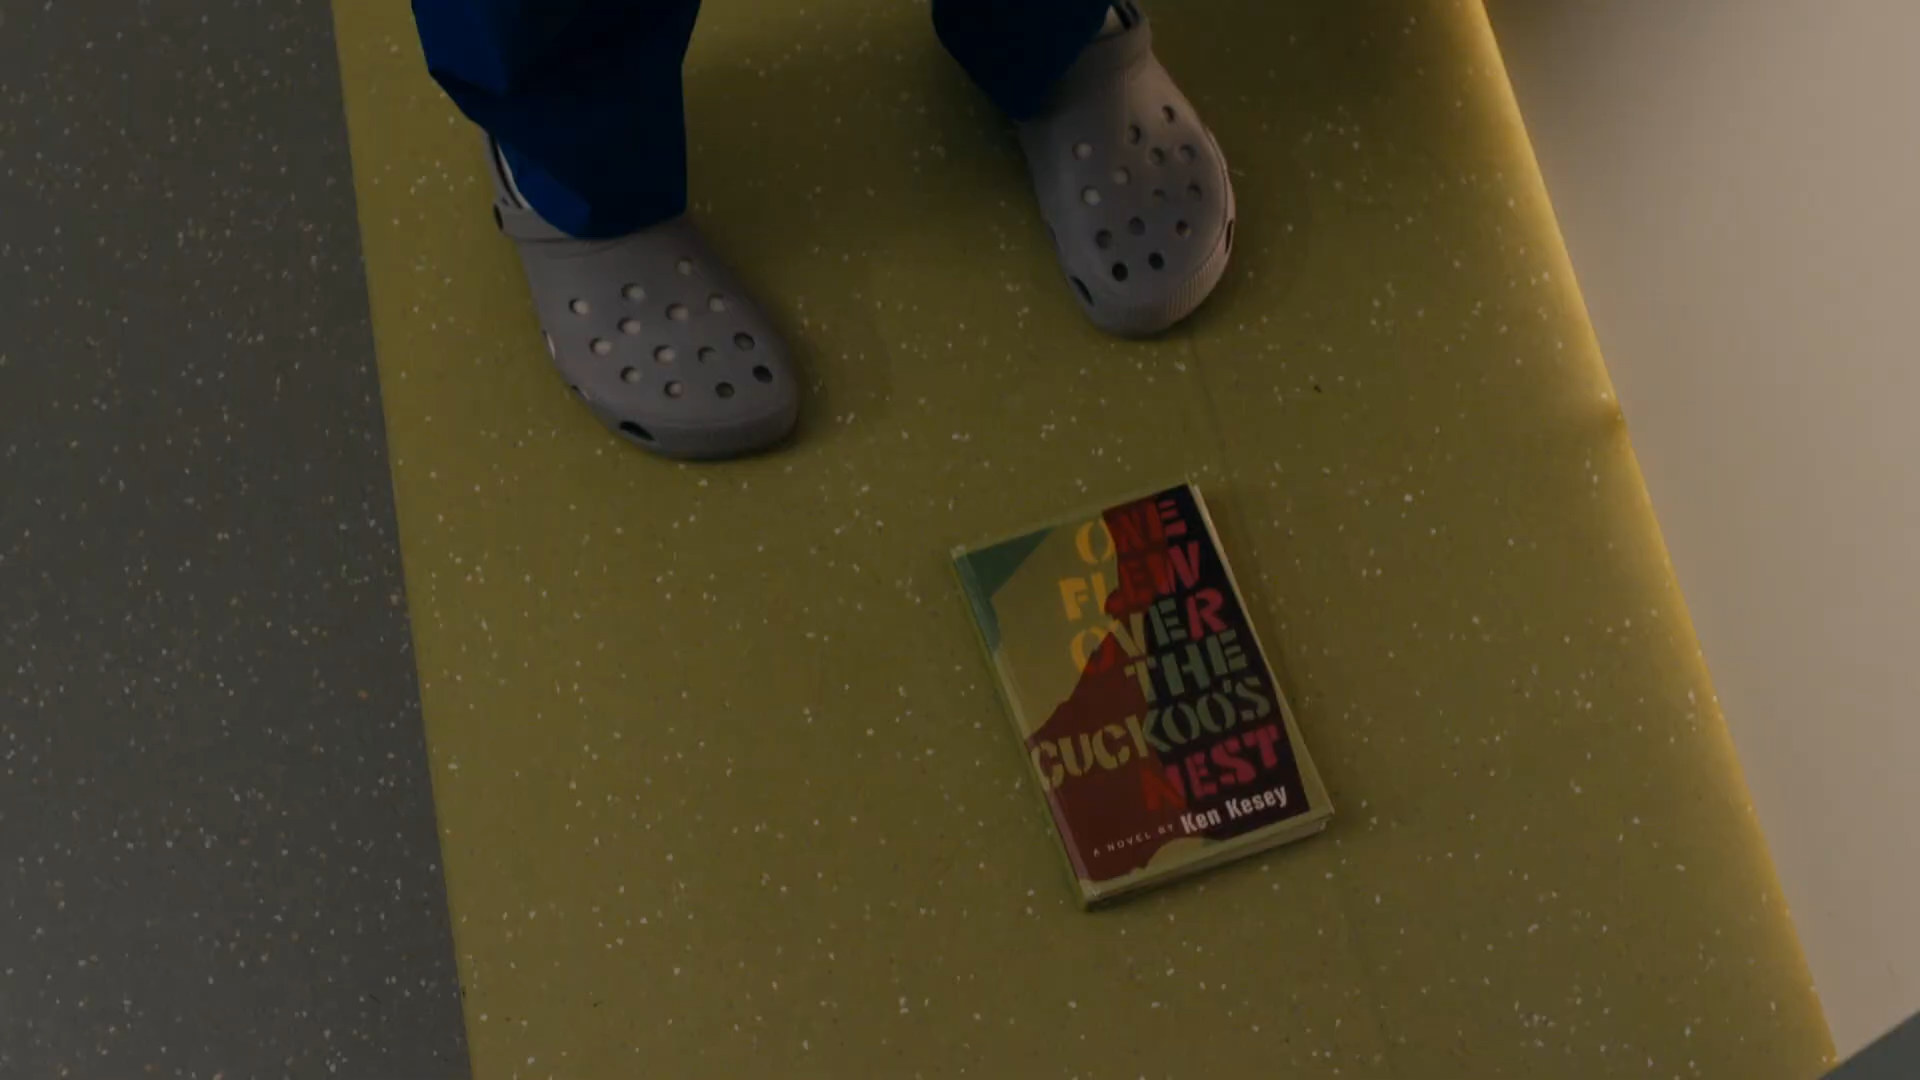 ONE
FLEW
OVER
THE
CUCKOO'S
NEST
A NOVEL BY Ken Kesey